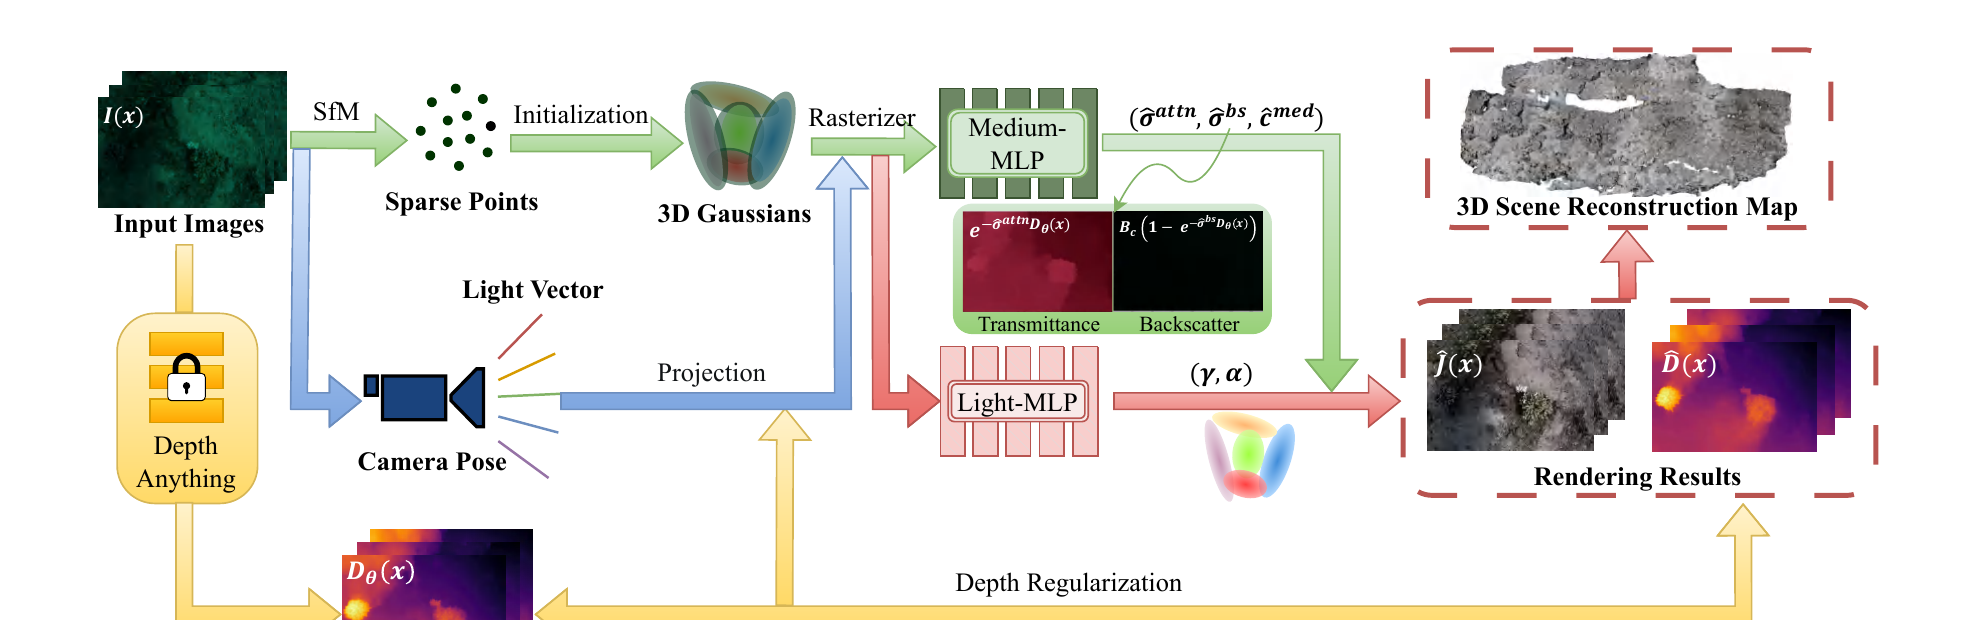 I(x)
SfM
Initialization
Rasterizer
Medium-
MLP
(σ̂^{attn}, σ̂^{bs}, ĉ^{med})
Sparse Points
3D Gaussians
Input Images
3D Scene Reconstruction Map
e^{-σ̂^{attn}D_θ(x)}
B_c(1 - e^{-σ̂^{bs}D_θ(x)})
Transmittance
Backscatter
Light Vector
Projection
Camera Pose
Light-MLP
(γ, α)
Ĵ(x)
D̂(x)
Rendering Results
Depth
Anything
D_θ(x)
Depth Regularization